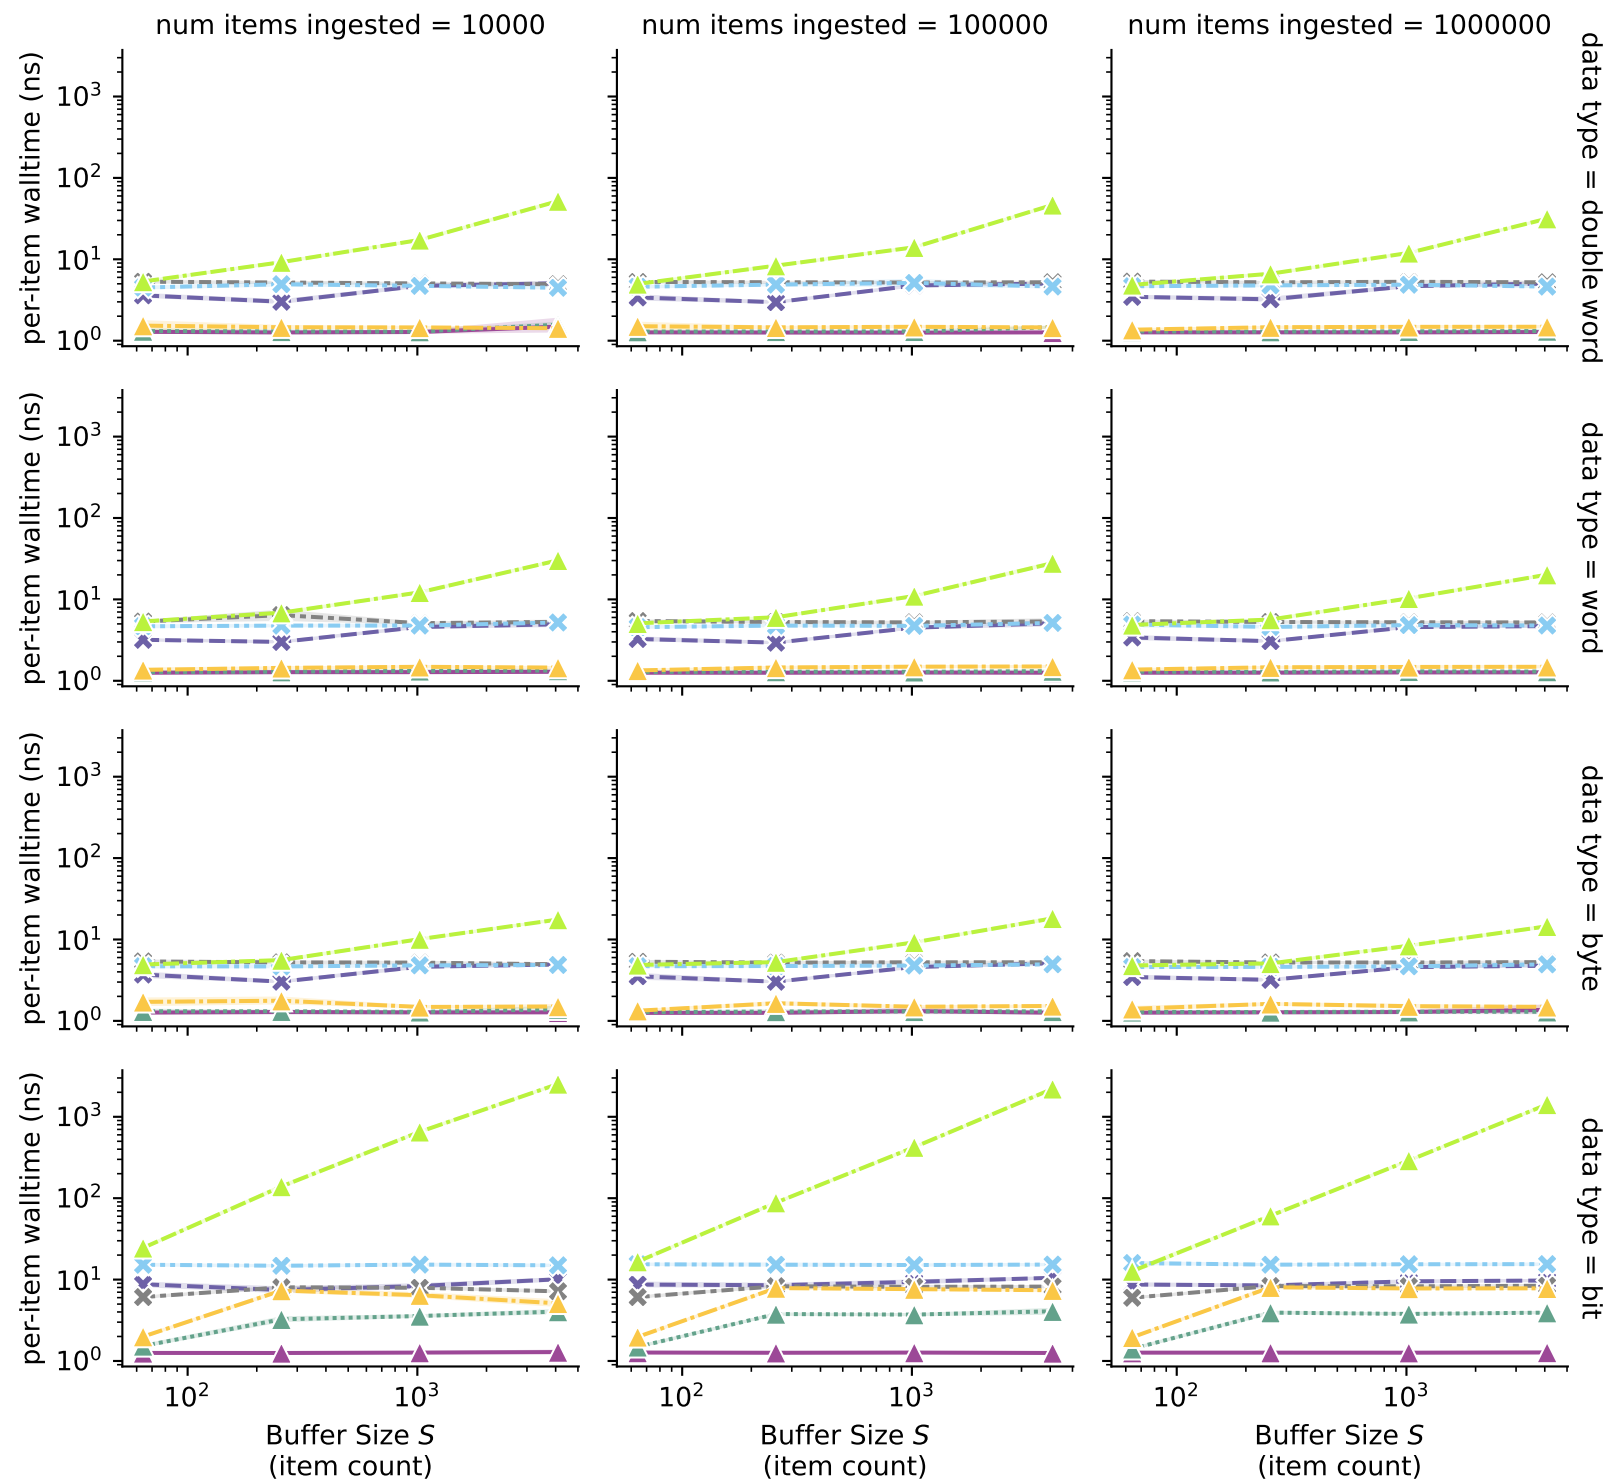 num items ingested = 10000
num items ingested = 100000
num items ingested = 1000000
per-item walltime (ns)
10³
10²
10¹
10⁰
data type = double word
per-item walltime (ns)
10³
10²
10¹
10⁰
data type = word
per-item walltime (ns)
10³
10²
10¹
10⁰
data type = byte
per-item walltime (ns)
10³
10²
10¹
10⁰
data type = bit
10² 10³
10² 10³
10² 10³
Buffer Size S
(item count)
Buffer Size S
(item count)
Buffer Size S
(item count)